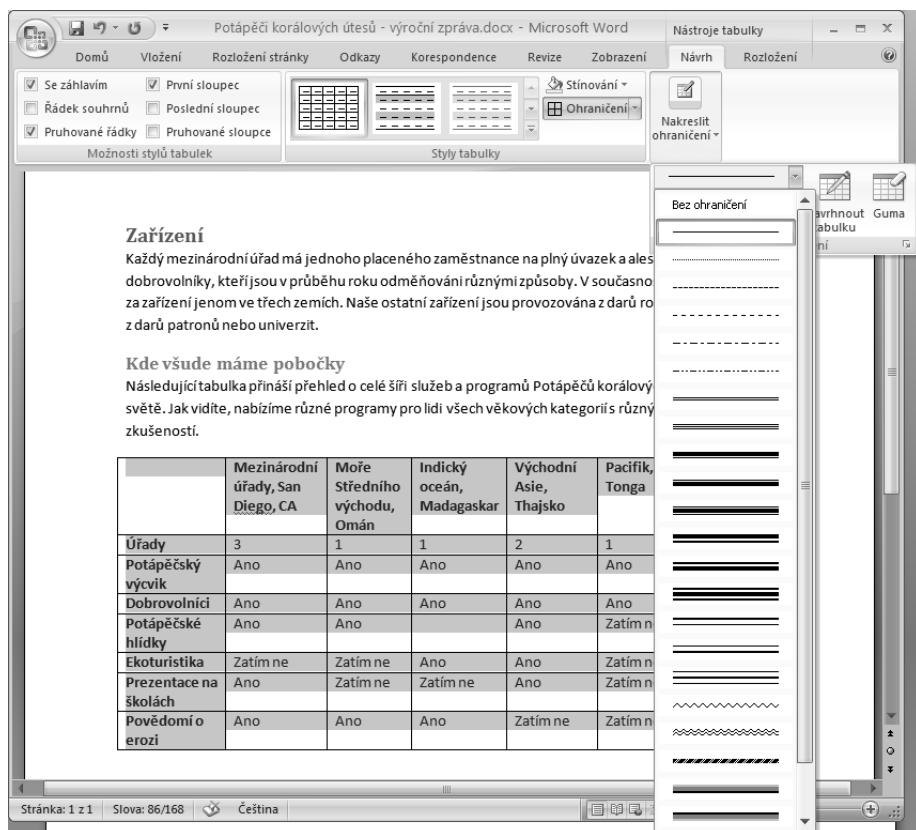 Potápěči korálových útesů - výroční zpráva.docx - Microsoft Word
Nástroje tabulky
Domů Vložení Rozložení stránky Odkazy Korespondence Revize Zobrazení Návrh Rozložení
Se záhlavím První sloupec
Řádek souhrnů Poslední sloupec
Pruhované řádky Pruhované sloupce
Možnosti stylů tabulek
Stínování
Ohraničení
Styly tabulky
Nakreslit
ohraničení
Bez ohraničení
Guma
Zařízení
Každý mezinárodní úřad má jednoho placeného zaměstnance na plný úvazek a
dobrovolníky, kteří jsou v průběhu roku odměňováni různými způsoby. V
za zařízení jenom ve třech zemích. Naše ostatní zařízení jsou provozována z darů
z darů patronů nebo univerzit.
Kde všude máme pobočky
Následující tabulka přináší přehled o celé šíři služeb a programů Potápěčů
světě. Jak vidíte, nabízíme různé programy pro lidi všech věkových kategorií s
zkušeností.
Mezinárodní úřady, San Diego, CA
Moře Středního východu, Omán
Indický oceán, Madagaskar
Východní Asie, Thajsko
Pacifik, Tonga
Úřady 3 1 1 2 1
Potápěčský výcvik Ano Ano Ano Ano Ano
Dobrovolníci Ano Ano Ano Ano Ano
Potápěčské hlídky Ano Ano Ano Zatím
Ekoturistika Zatím ne Zatím ne Ano Ano Zatím
Prezentace na školách Ano Zatím ne Zatím ne Ano Zatím
Povědomí o erozi Ano Ano Ano Zatím ne Zatím
Stránka: 1 z 1 Slova: 86/168 Čeština